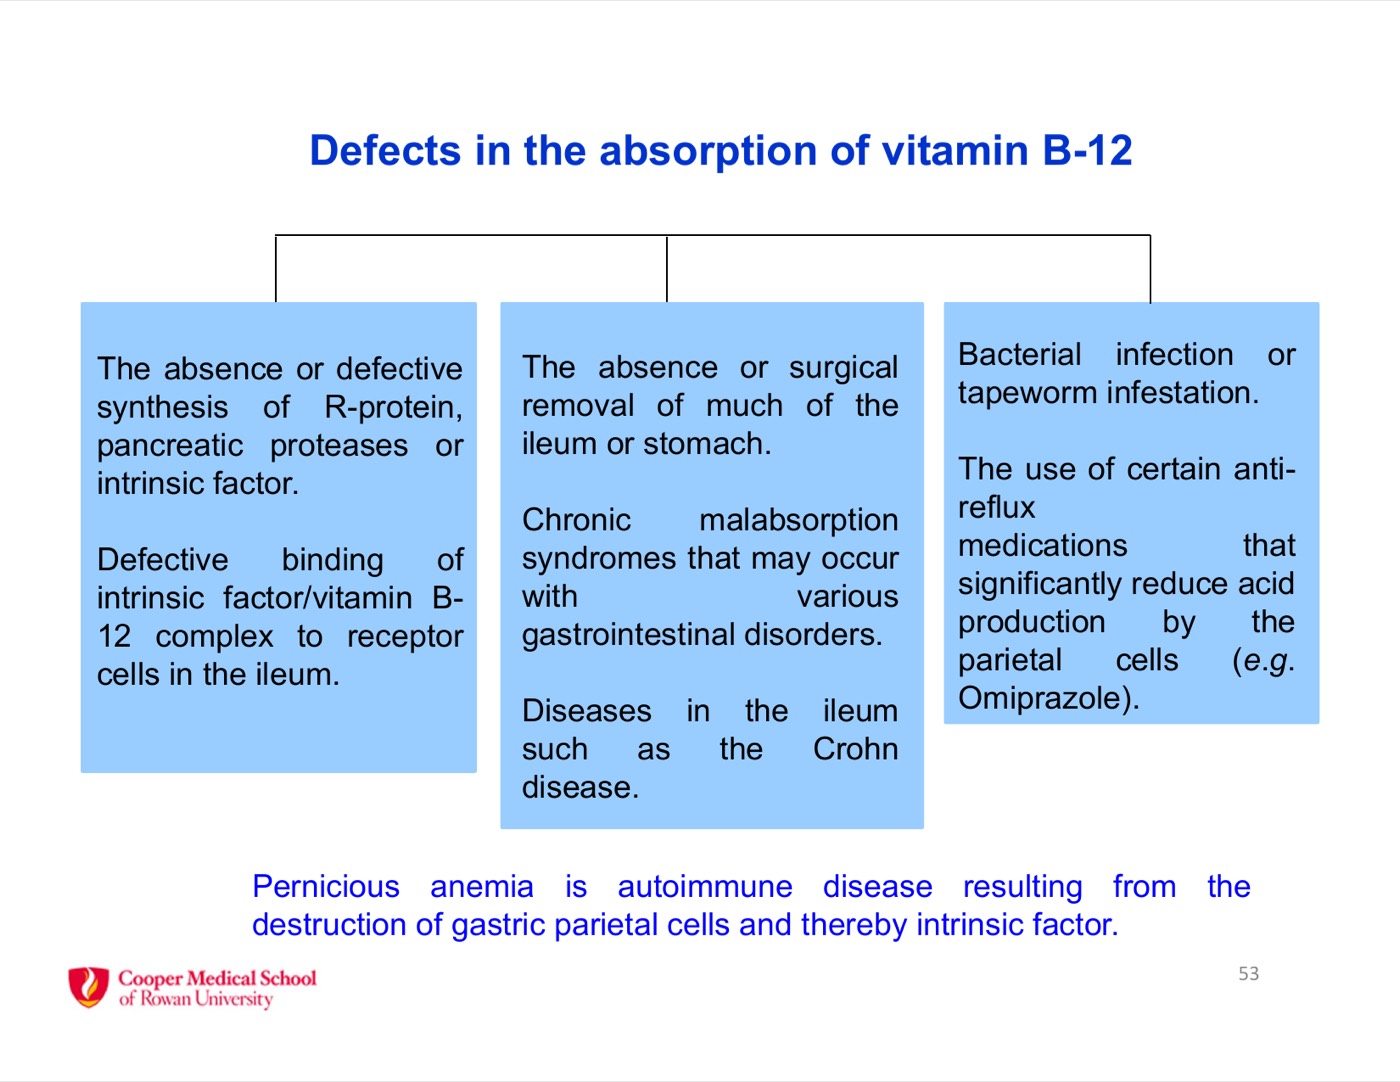 Defects in the absorption of vitamin B-12
The absence or defective
synthesis of R-protein,
pancreatic proteases or
intrinsic factor.
Defective binding of
intrinsic factor/vitamin B-
12 complex to receptor
cells in the ileum.
The absence or surgical
removal of much of the
ileum or stomach.
Chronic malabsorption
syndromes that may occur
with various
gastrointestinal disorders.
Diseases in the ileum
such as the Crohn
disease.
Bacterial infection or
tapeworm infestation.
The use of certain anti-
reflux
medications that
significantly reduce acid
production by the
parietal cells (e.g.
Omiprazole).
Pernicious anemia is autoimmune disease resulting from the
destruction of gastric parietal cells and thereby intrinsic factor.
Cooper Medical School
of Rowan University
53